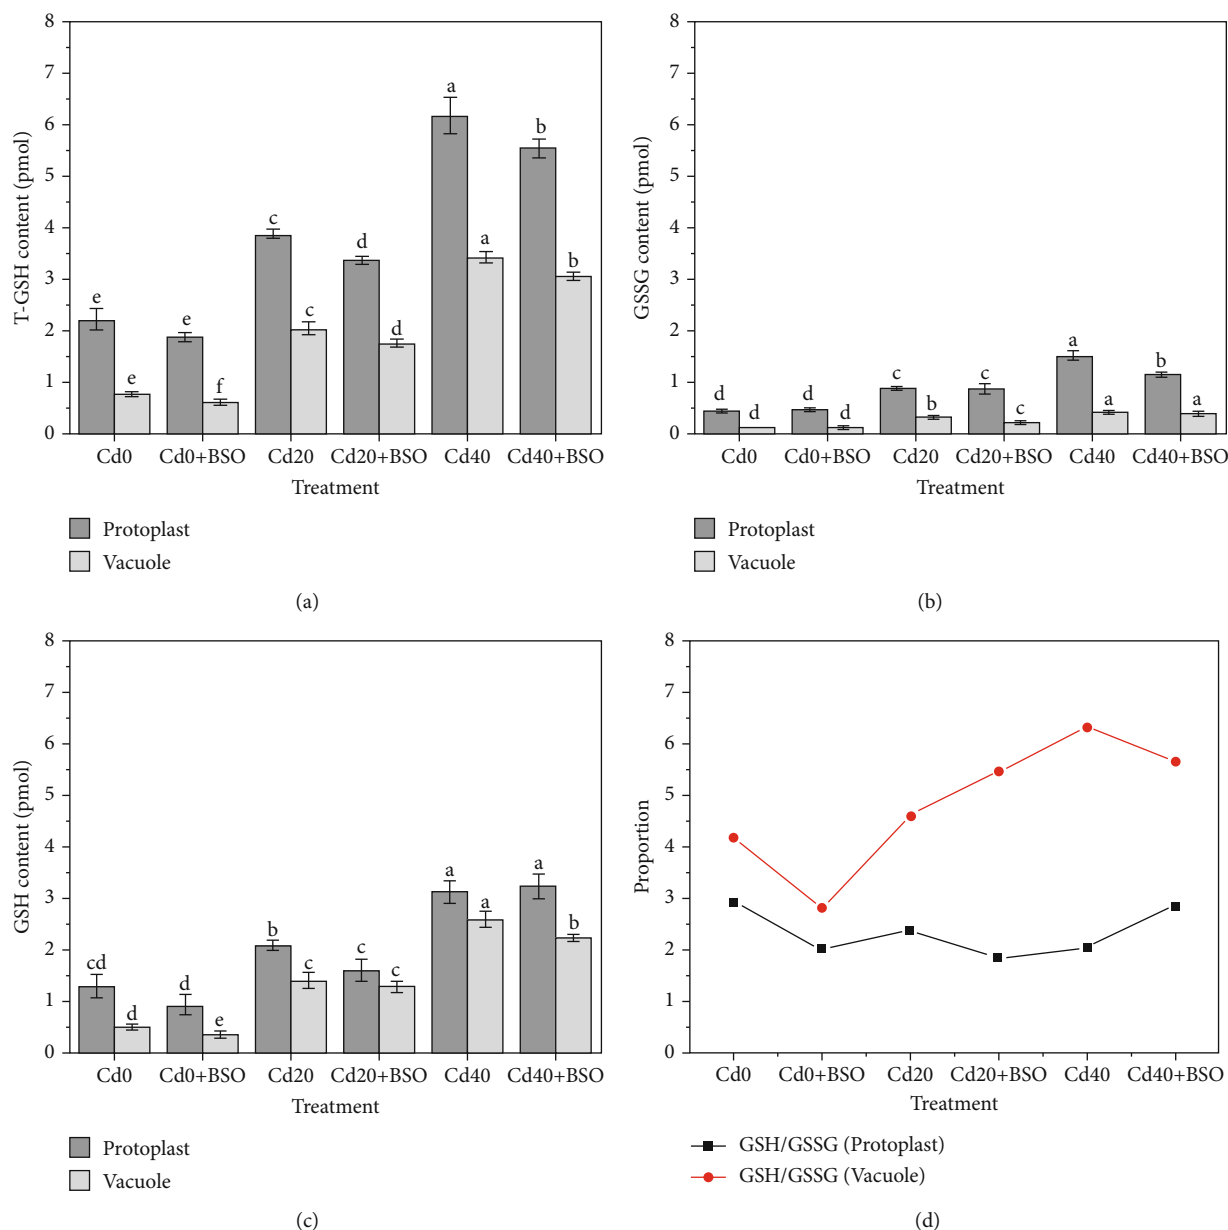 8
7
6
5
4
3
2
1
0
T-GSH content (pmol)
e
e
e
f
c
c
d
d
a
a
b
b
Cd0 Cd0+BSO Cd20 Cd20+BSO Cd40 Cd40+BSO
Treatment
Protoplast
Vacuole
(a)
8
7
6
5
4
3
2
1
0
GSSG content (pmol)
d
d
d
d
c
b
c
c
a
a
b
a
Cd0 Cd0+BSO Cd20 Cd20+BSO Cd40 Cd40+BSO
Treatment
Protoplast
Vacuole
(b)
8
7
6
5
4
3
2
1
0
GSH content (pmol)
cd
d
d
e
b
c
c
c
a
a
a
b
Cd0 Cd0+BSO Cd20 Cd20+BSO Cd40 Cd40+BSO
Treatment
Protoplast
Vacuole
(c)
8
7
6
5
4
3
2
1
0
Proportion
Cd0 Cd0+BSO Cd20 Cd20+BSO Cd40 Cd40+BSO
Treatment
GSH/GSSG (Protoplast)
GSH/GSSG (Vacuole)
(d)